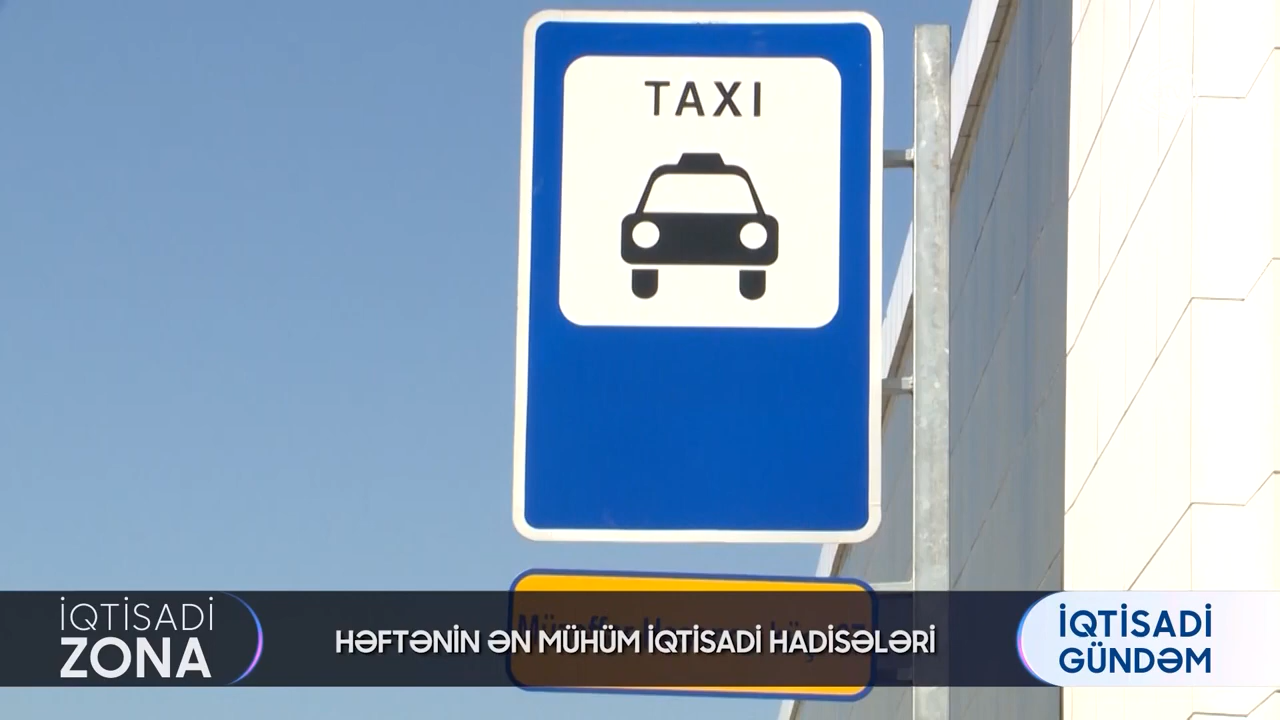 TAXI
İQTİSADİ
ZONA
HƏFTƏNİN ƏN MÜHÜM İQTİSADİ HADİSƏLƏRİ
İQTİSADİ
GÜNDƏM